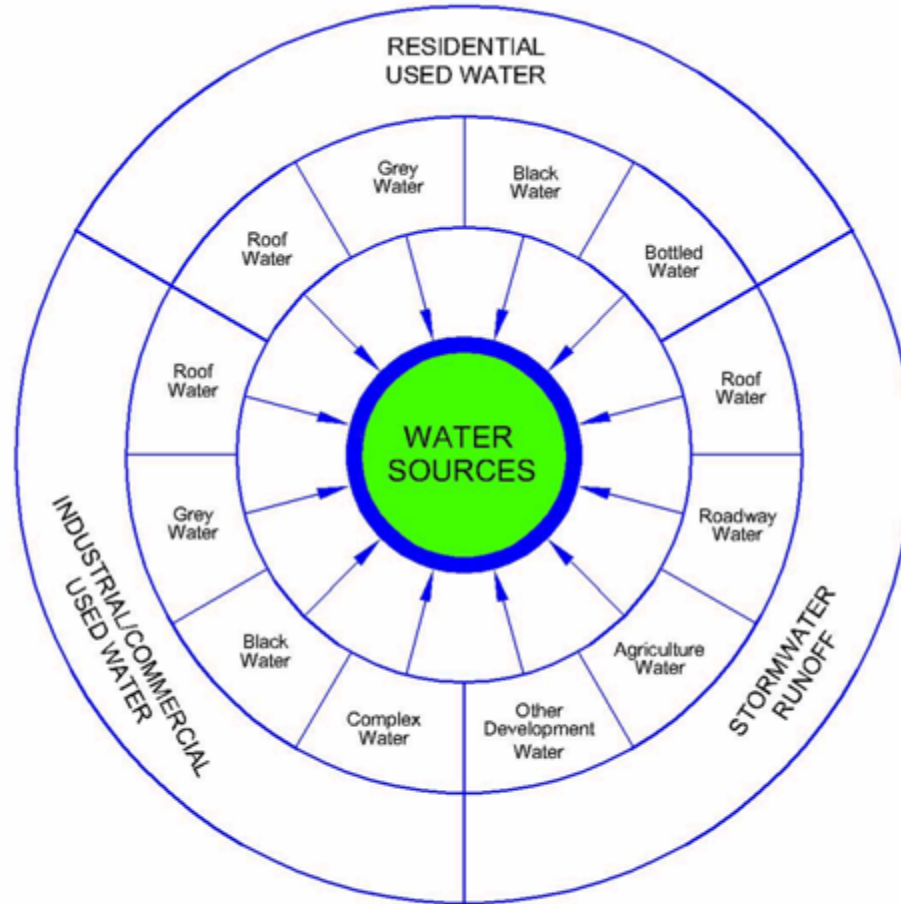 RESIDENTIAL
USED WATER
Grey
Water
Black
Water
Roof
Water
Bottled
Water
Roof
Water
Roof
Water
WATER
SOURCES
Grey
Water
Roadway
Water
Black
Water
Agriculture
Water
Complex
Water
Other
Development
Water
INDUSTRIAL/COMMERCIAL
USED WATER
STORMWATER
RUNOFF